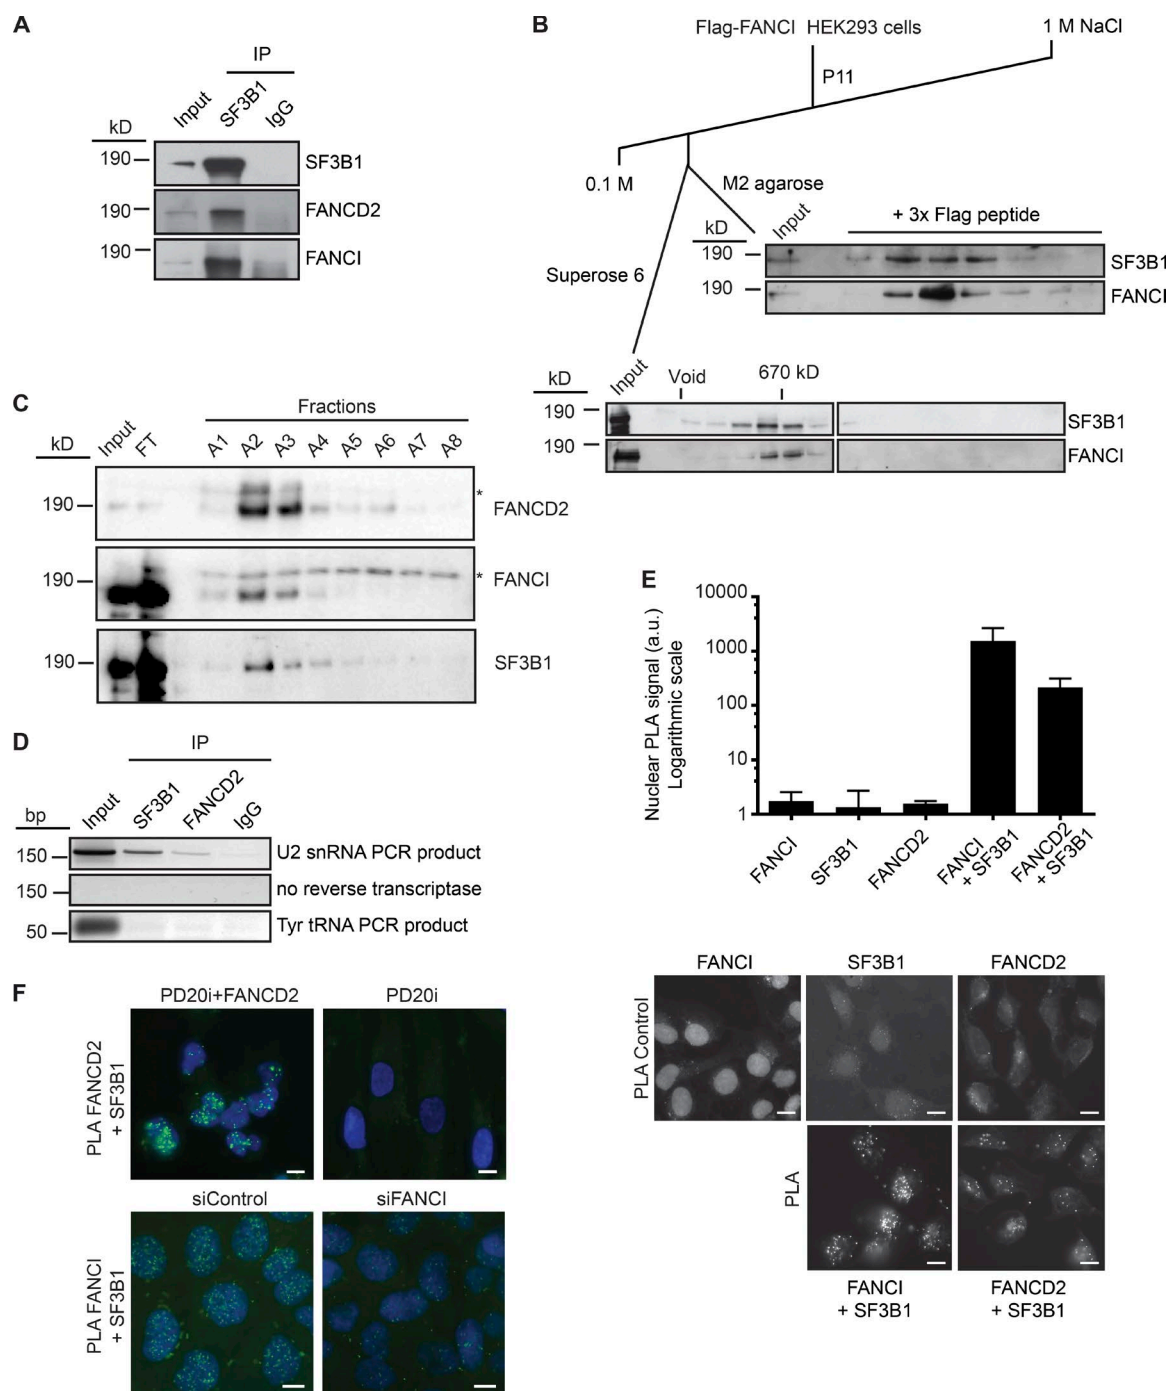 A
IP
Input
SF3B1
IgG
kD
190
SF3B1
190
FANCD2
190
FANCI
B
Flag-FANCI HEK293 cells
1 M NaCl
P11
0.1 M
M2 agarose
Superose 6
kD
Input
+ 3x Flag peptide
190
SF3B1
190
FANCI
kD
Input
Void
670 kD
190
SF3B1
190
FANCI
C
Fractions
kD
Input
FT
A1
A2
A3
A4
A5
A6
A7
A8
190
*
FANCD2
190
*
FANCI
190
SF3B1
D
IP
bp
Input
SF3B1
FANCD2
IgG
150
U2 snRNA PCR product
150
no reverse transcriptase
50
Tyr tRNA PCR product
E
Nuclear PLA signal (a.u.)
Logarithmic scale
10000
1000
100
10
1
FANCI
SF3B1
FANCD2
FANCI
+ SF3B1
FANCD2
+ SF3B1
FANCI
SF3B1
FANCD2
PLA Control
PLA
FANCI
+ SF3B1
FANCD2
+ SF3B1
F
PD20i+FANCD2
PD20i
PLA FANCD2
+ SF3B1
siControl
siFANCI
PLA FANCI
+ SF3B1